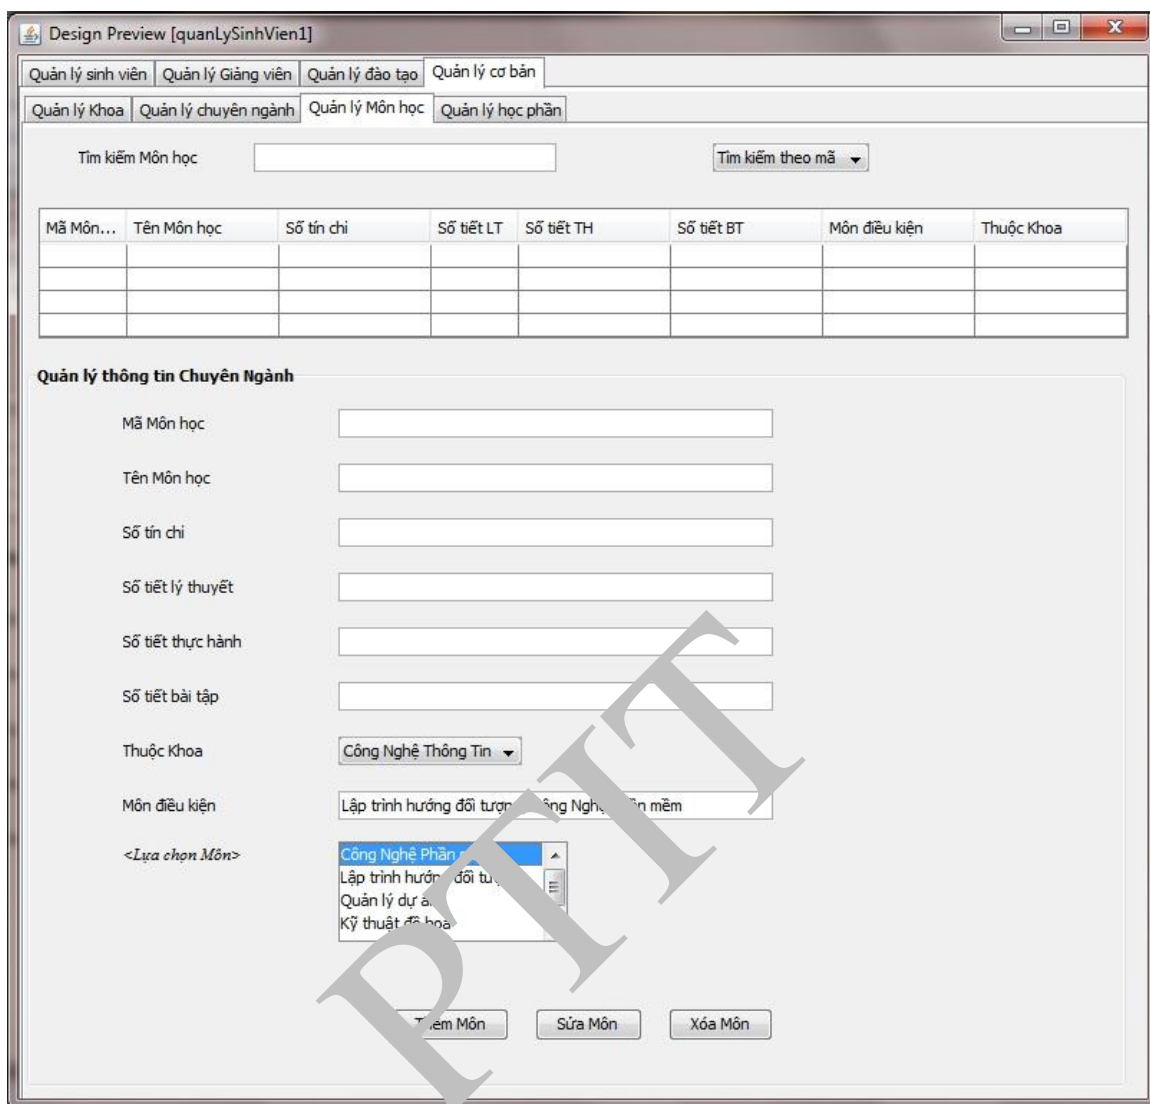 Design Preview [quanLySinhVien1]
Quản lý sinh viên Quản lý Giảng viên Quản lý đào tạo Quản lý cơ bản
Quản lý Khoa Quản lý chuyên ngành Quản lý Môn học Quản lý học phần
Tìm kiếm Môn học Tìm kiếm theo mã
Mã Môn... Tên Môn học Số tín chỉ Số tiết LT Số tiết TH Số tiết BT Môn điều kiện Thuộc Khoa
Quản lý thông tin Chuyên Ngành
Mã Môn học
Tên Môn học
Số tín chỉ
Số tiết lý thuyết
Số tiết thực hành
Số tiết bài tập
Thuộc Khoa Công Nghệ Thông Tin
Môn điều kiện Lập trình hướng đối mềm
<Lựa chọn Môn> Công Nghệ Phần
Lập trình hướng đối
Quản lý dự
Kỹ thuật
Môn Sửa Môn Xóa Môn
PTIT